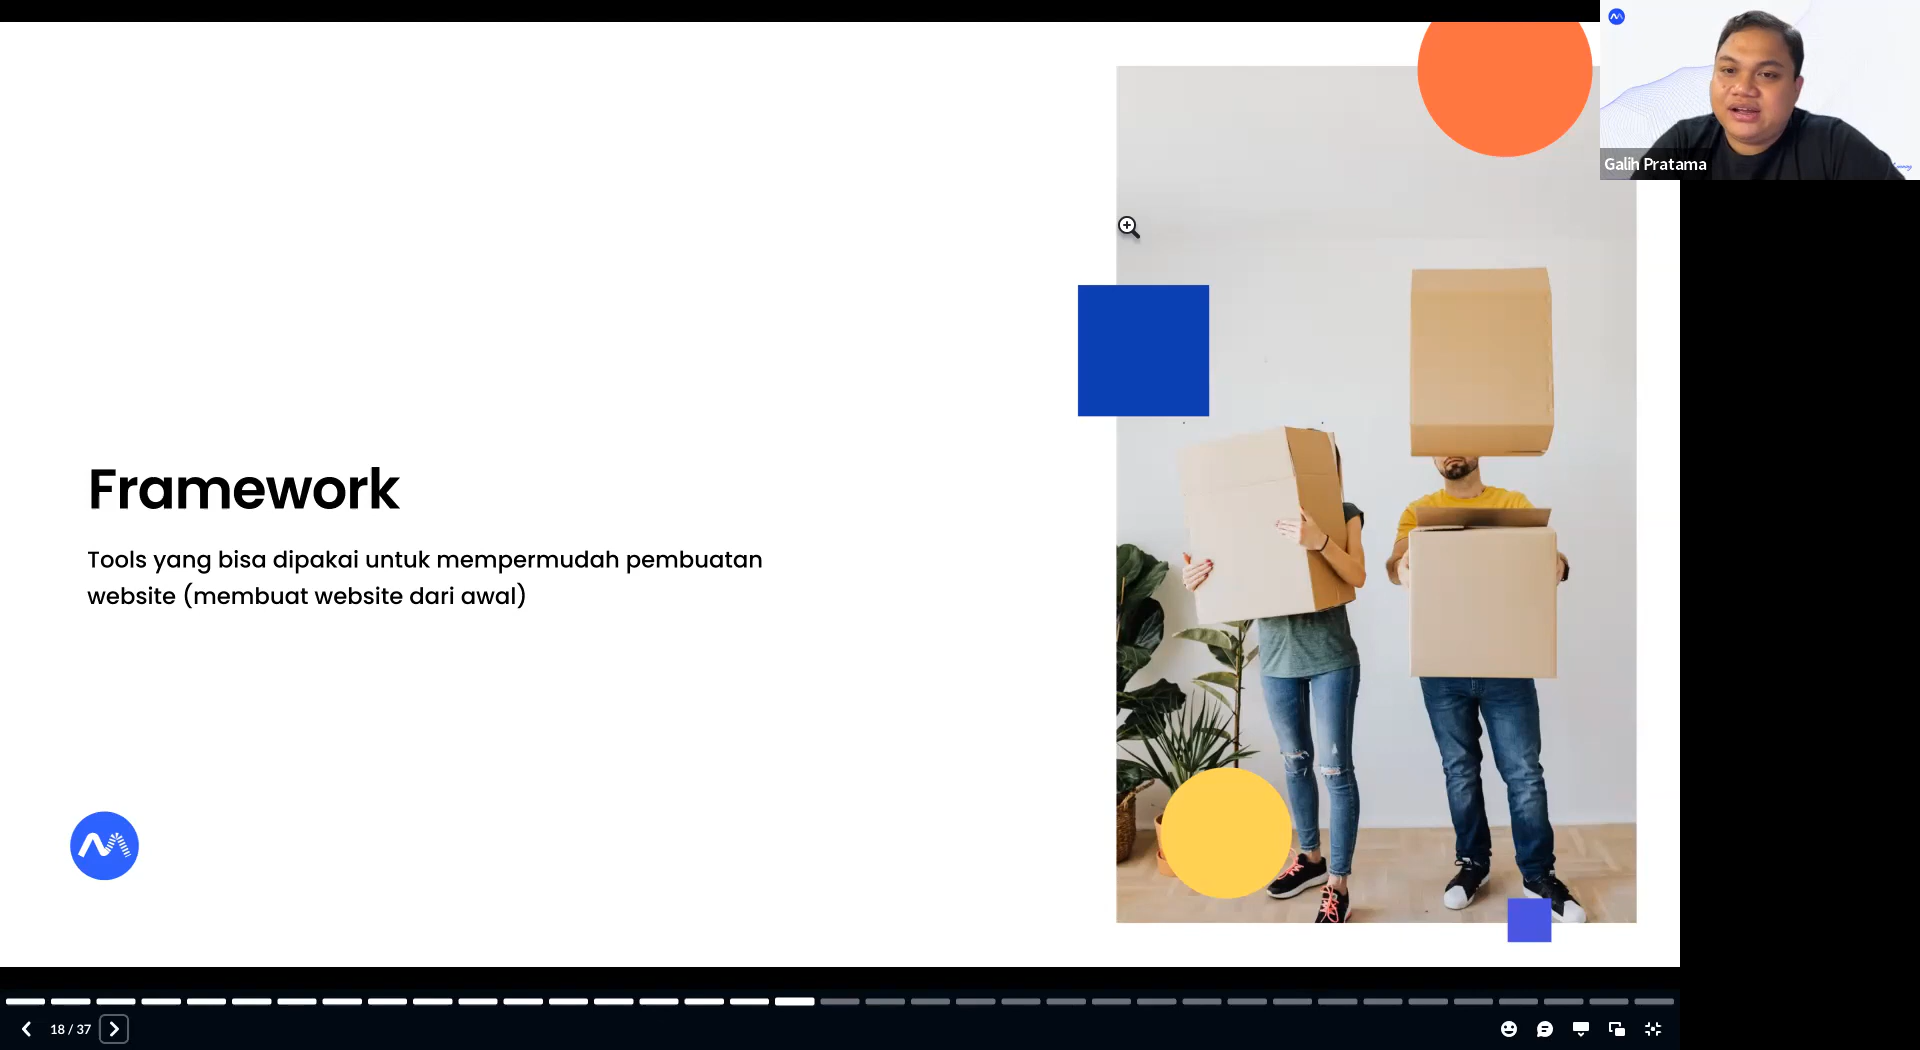 Galih Pratama
Framework
Tools yang bisa dipakai untuk mempermudah pembuatan
website (membuat website dari awal)
18 / 37